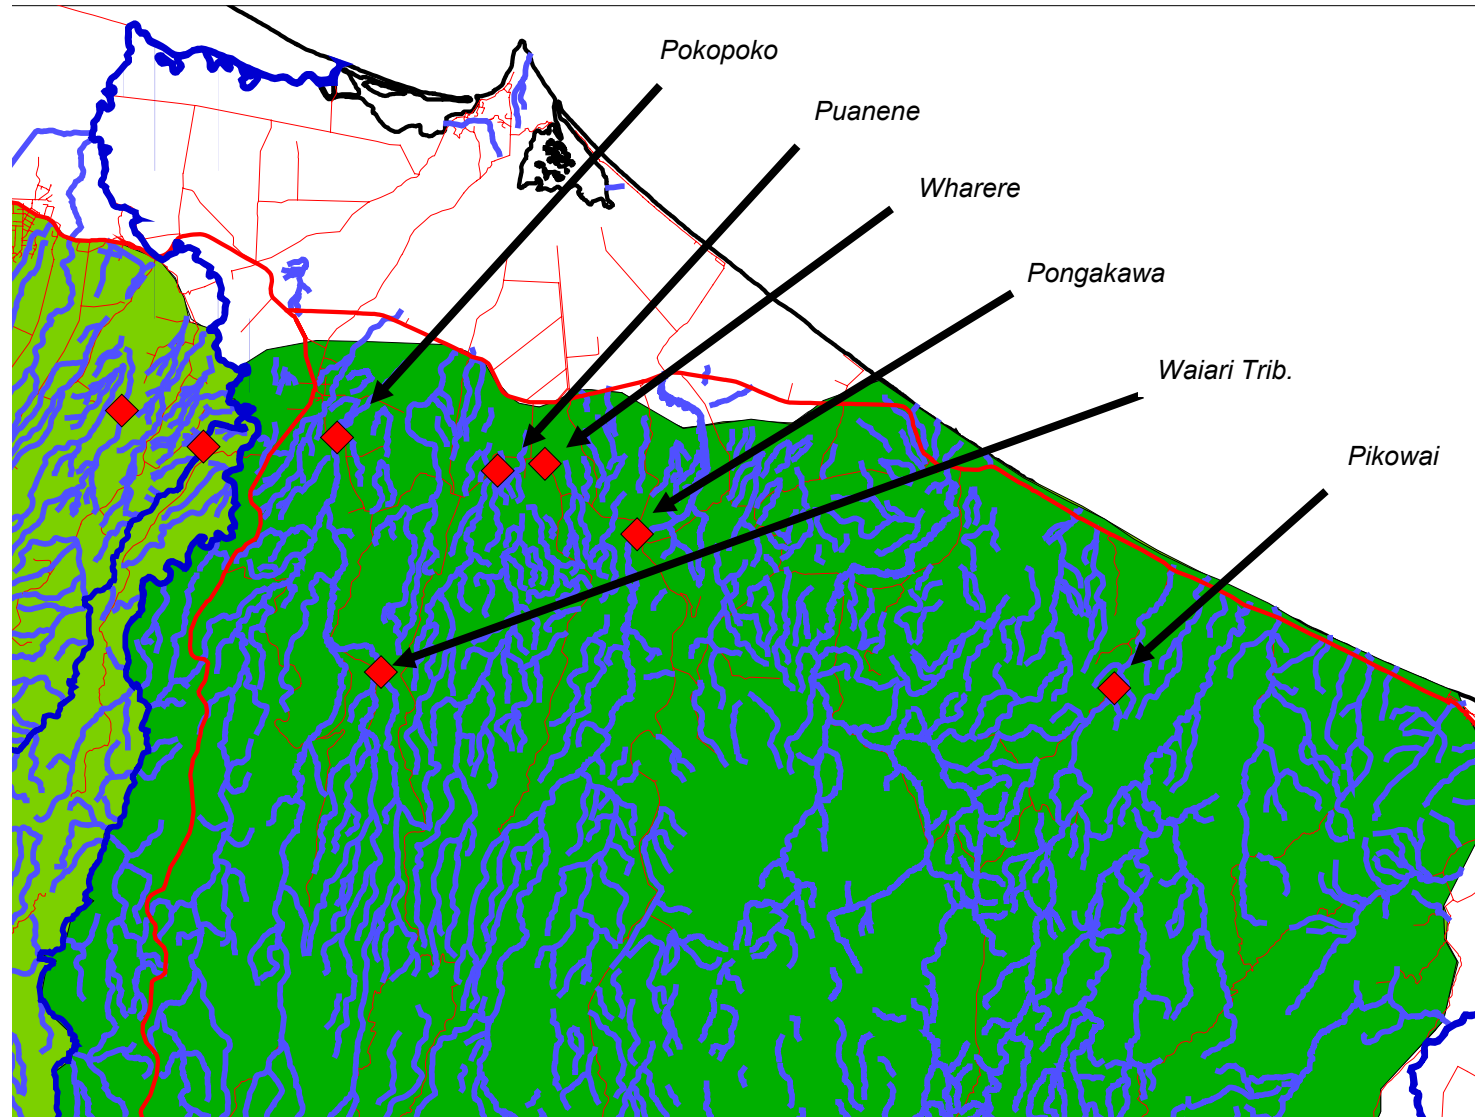 Pokopoko
Puanene
Wharere
Pongakawa
Waiari Trib.
Pikowai